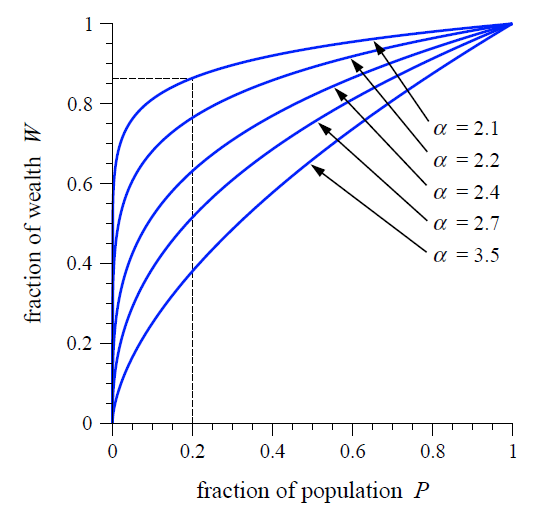 1
0.8
0.6
0.4
0.2
0
fraction of wealth W
α = 2.1
α = 2.2
α = 2.4
α = 2.7
α = 3.5
0 0.2 0.4 0.6 0.8 1
fraction of population P